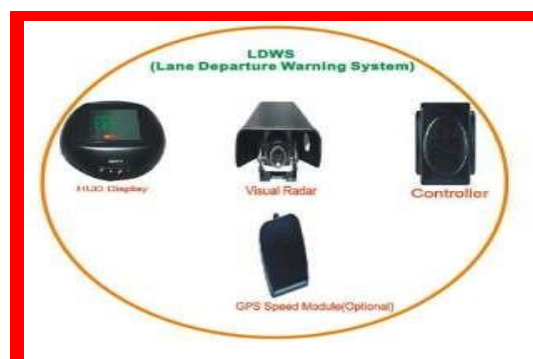 LDWS
(Lane Departure Warning System)
HUD Display
Visual Radar
Controller
GPS Speed Module(Optional)